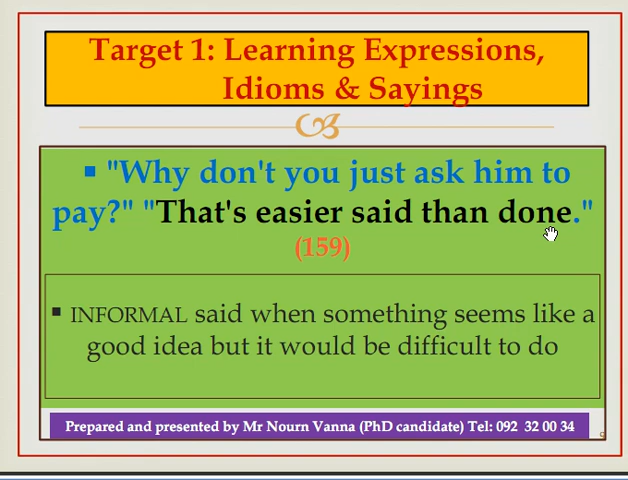 Target 1: Learning Expressions,
Idioms & Sayings
▪ "Why don't you just ask him to
pay?" "That's easier said than done."
(159)
▪ INFORMAL said when something seems like a
good idea but it would be difficult to do
Prepared and presented by Mr Nourn Vanna (PhD candidate) Tel: 092 32 00 34